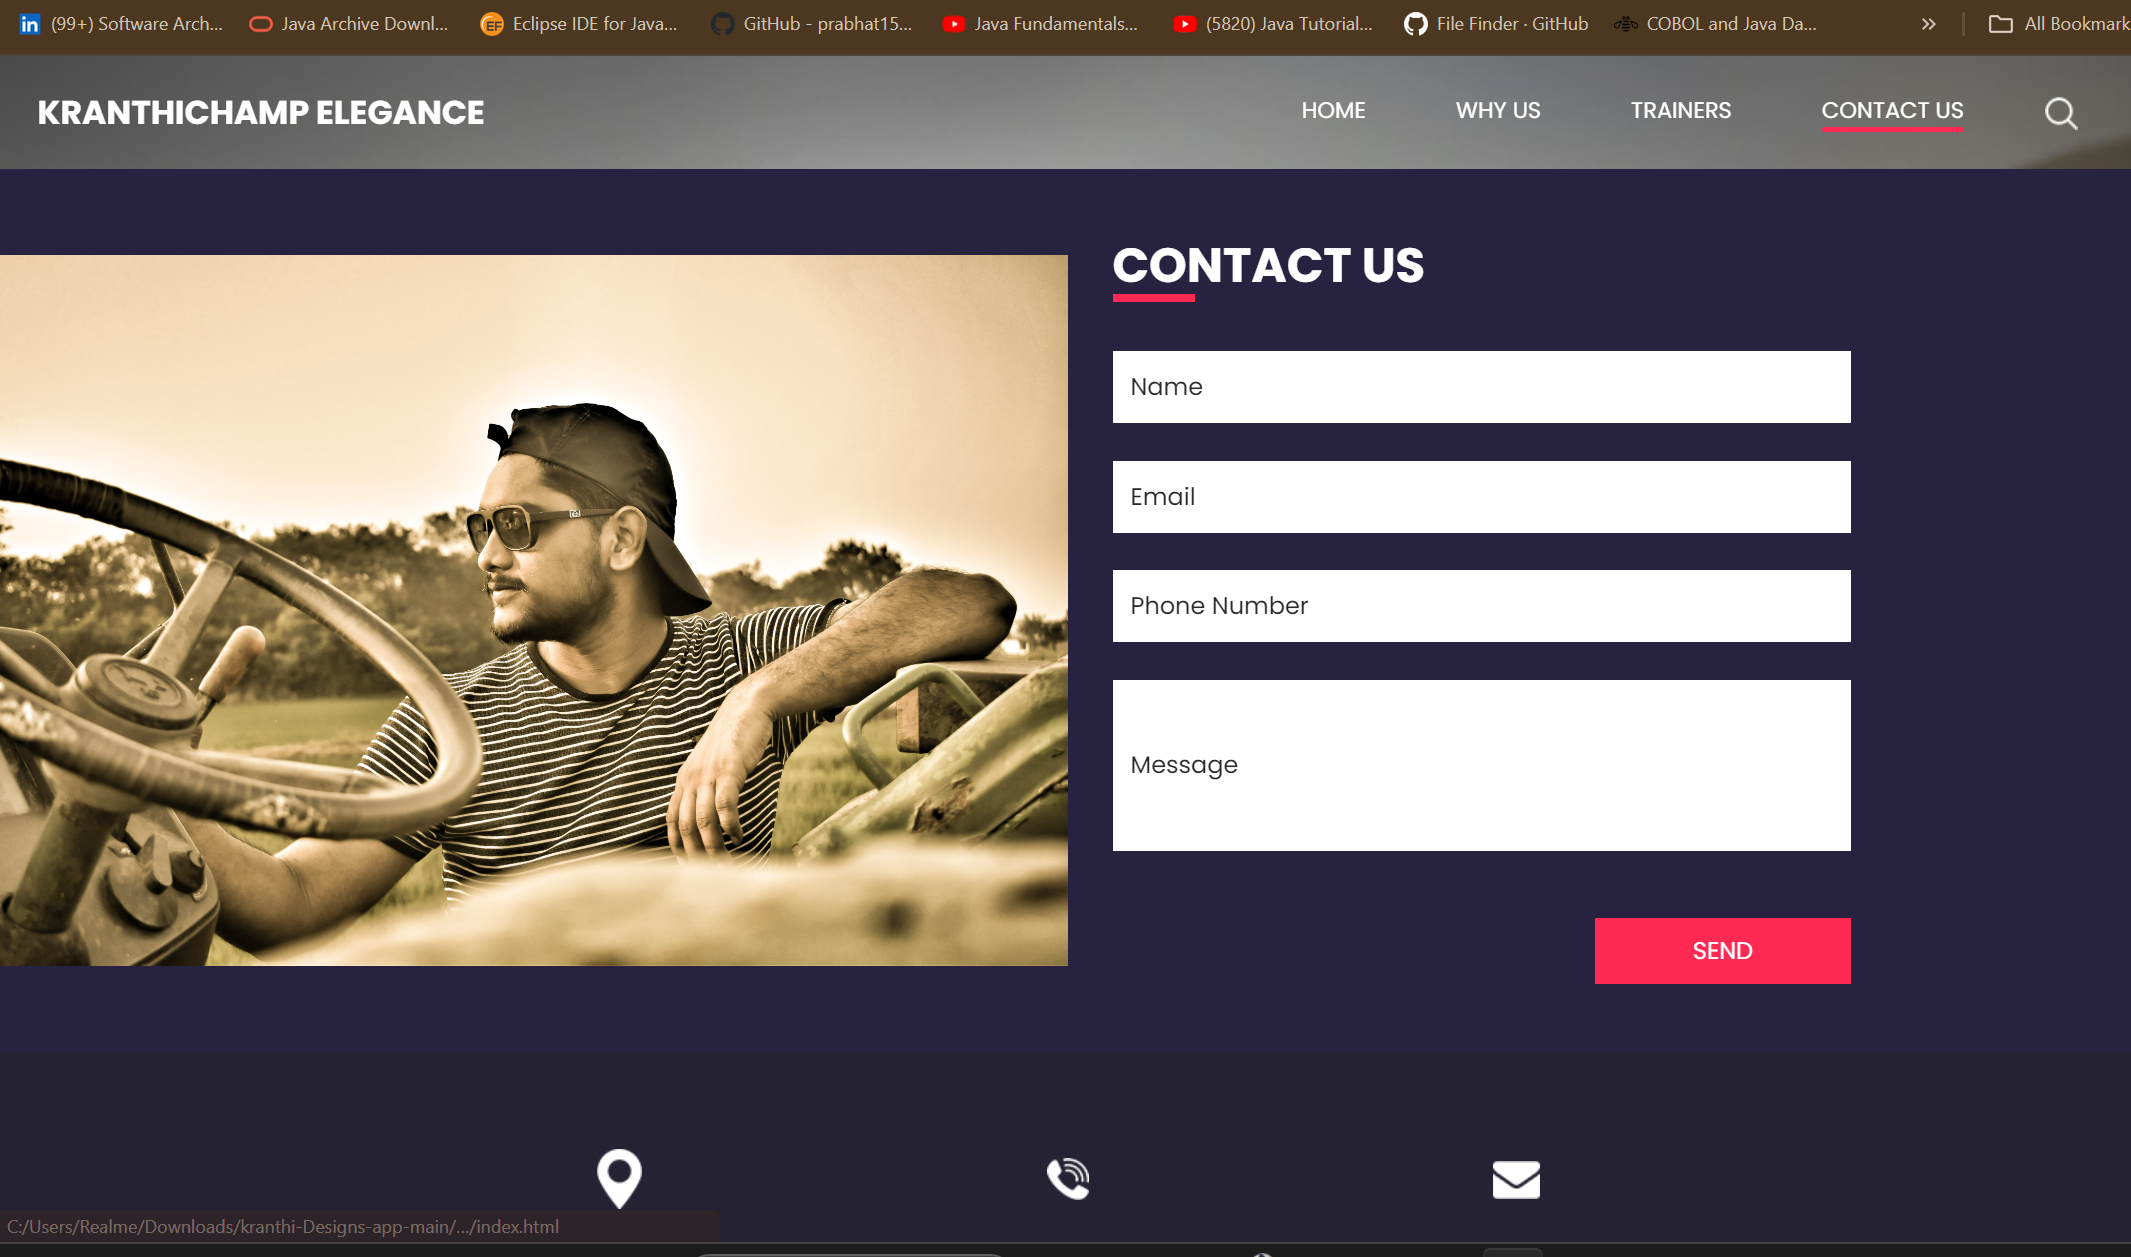 (99+) Software Arch... Java Archive Downl... Eclipse IDE for Java... GitHub - prabhat15... Java Fundamentals... (5820) Java Tutorial... File Finder · GitHub COBOL and Java Da... » All Bookmark
KRANTHICHAMP ELEGANCE HOME WHY US TRAINERS CONTACT US
CONTACT US
Name
Email
Phone Number
Message
SEND
C:/Users/Realme/Downloads/kranthi-Designs-app-main/.../index.html